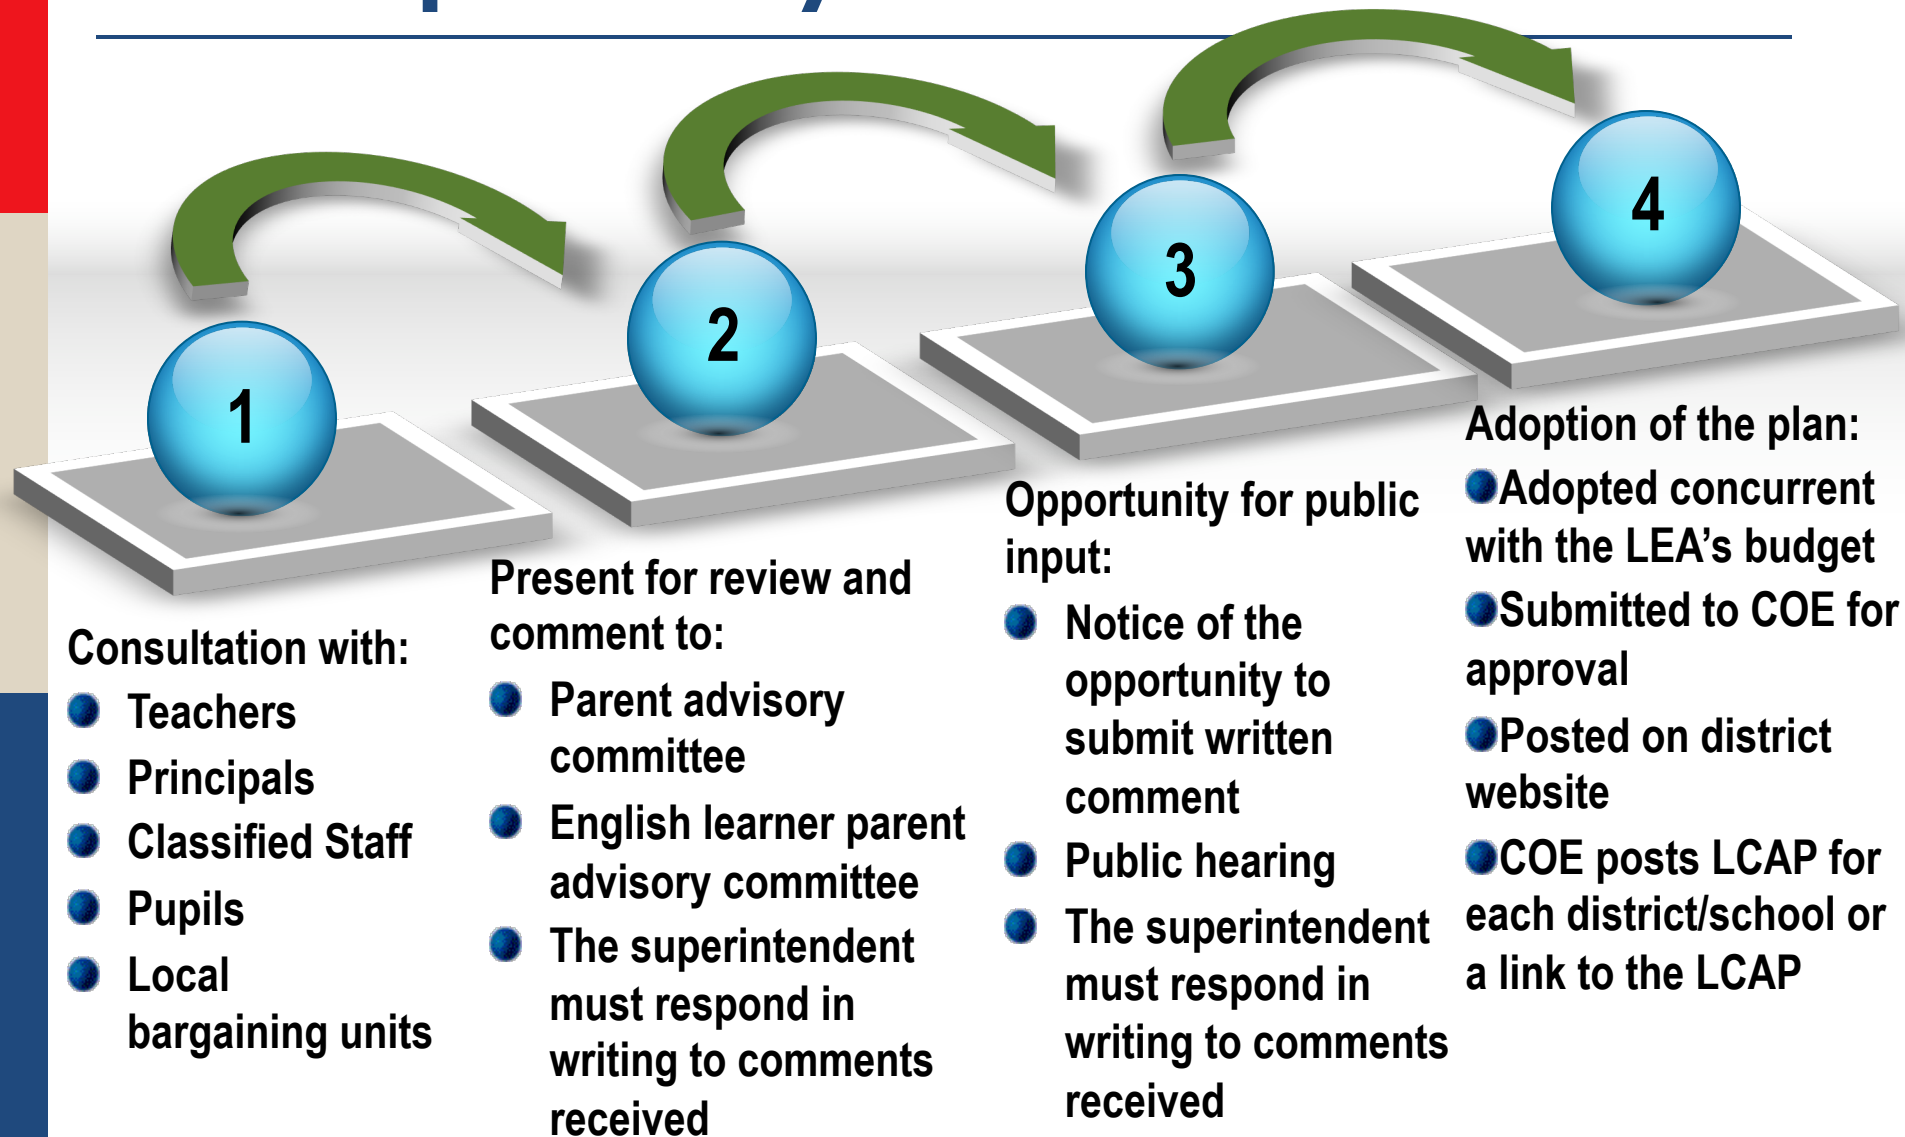 1
Consultation with:
Teachers
Principals
Classified Staff
Pupils
Local
bargaining units
2
Present for review and
comment to:
Parent advisory
committee
English learner parent
advisory committee
The superintendent
must respond in
writing to comments
received
3
Opportunity for public
input:
Notice of the
opportunity to
submit written
comment
Public hearing
The superintendent
must respond in
writing to comments
received
4
Adoption of the plan:
Adopted concurrent
with the LEA’s budget
Submitted to COE for
approval
Posted on district
website
COE posts LCAP for
each district/school or
a link to the LCAP